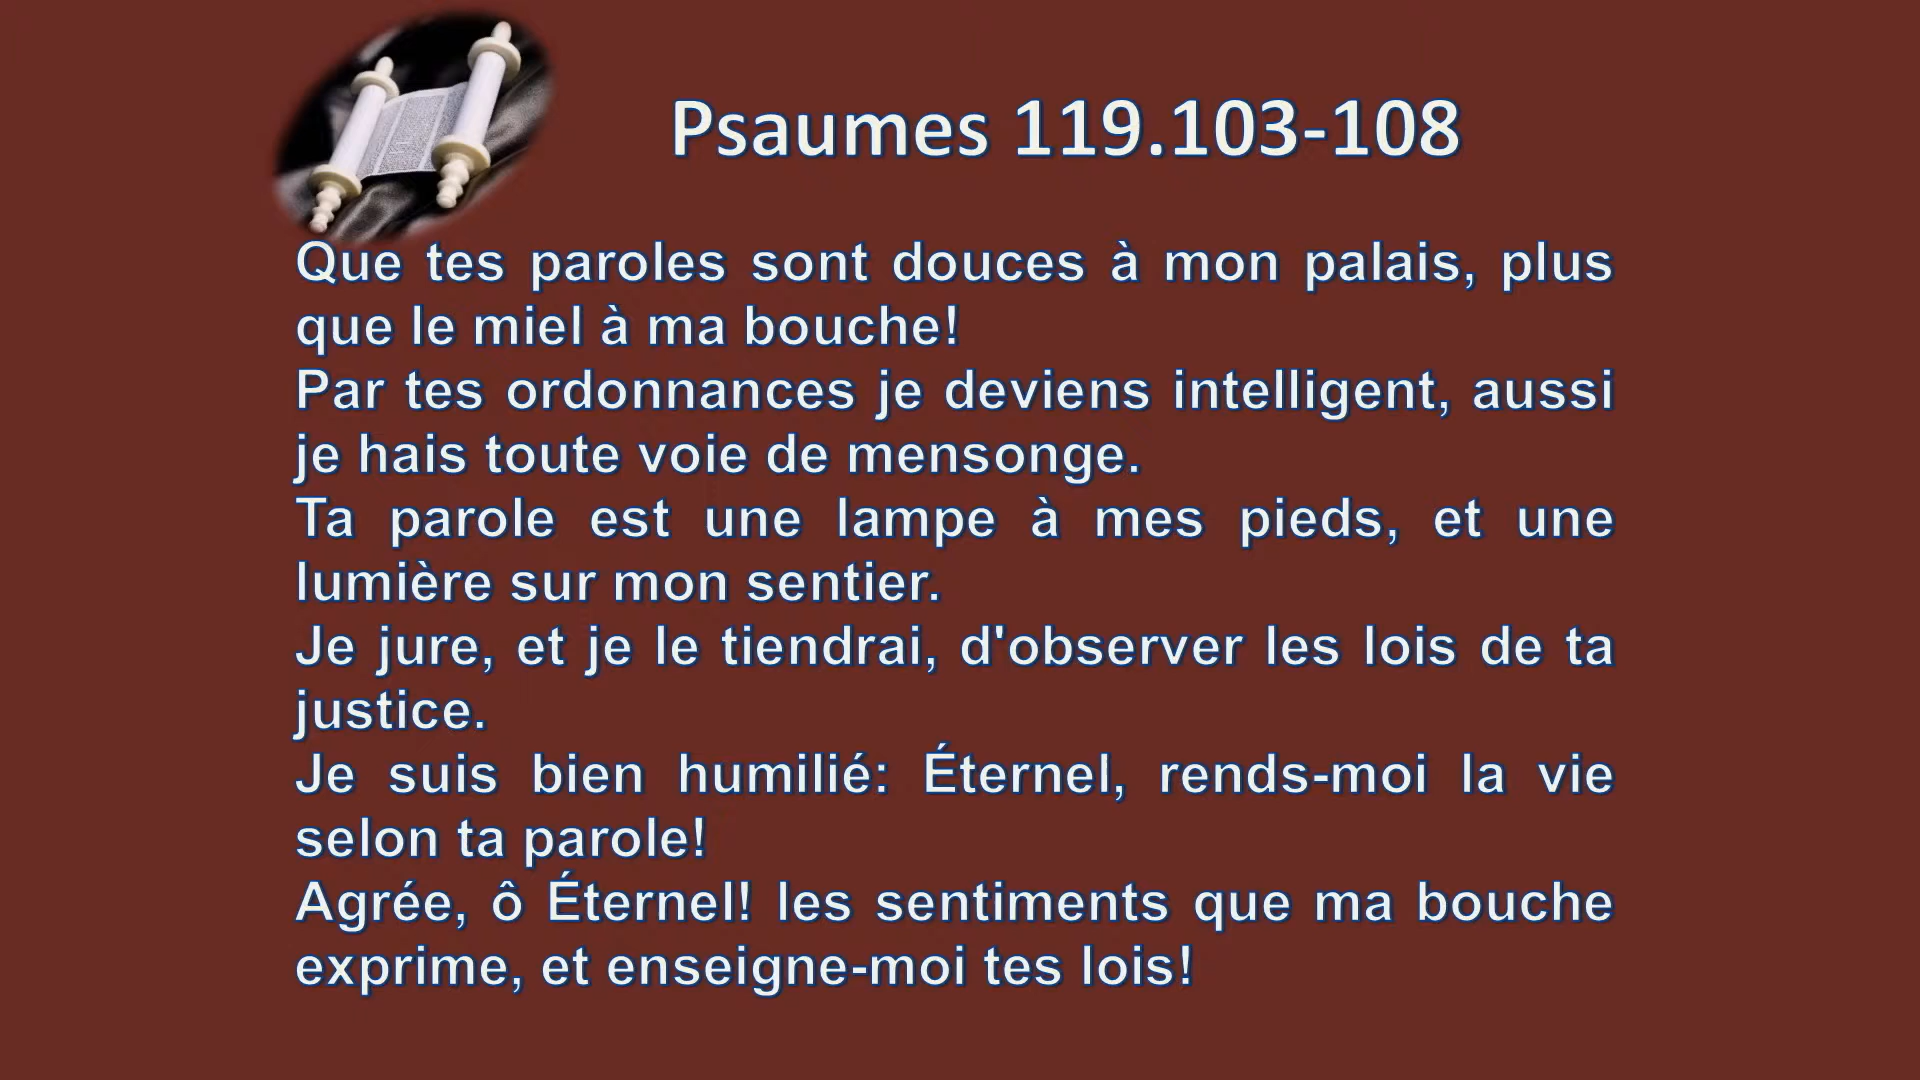 Psaumes 119.103-108
Que tes paroles sont douces à mon palais, plus
que le miel à ma bouche!
Par tes ordonnances je deviens intelligent, aussi
je hais toute voie de mensonge.
Ta parole est une lampe à mes pieds, et une
lumière sur mon sentier.
Je jure, et je le tiendrai, d'observer les lois de ta
justice.
Je suis bien humilié: Éternel, rends-moi la vie
selon ta parole!
Agrée, ô Éternel! les sentiments que ma bouche
exprime, et enseigne-moi tes lois!